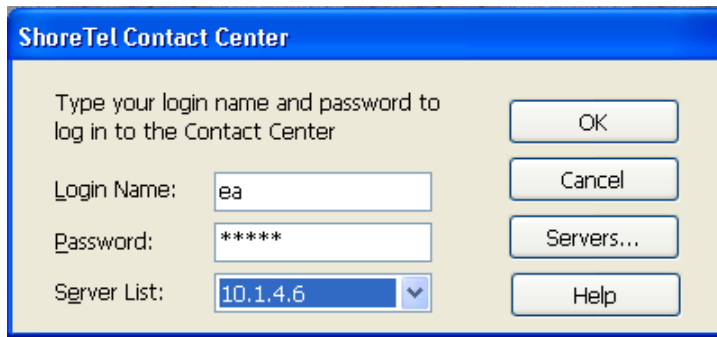 ShoreTel Contact Center
Type your login name and password to
log in to the Contact Center
OK
Login Name: ea
Cancel
Password: *****
Servers...
Server List: 10.1.4.6
Help